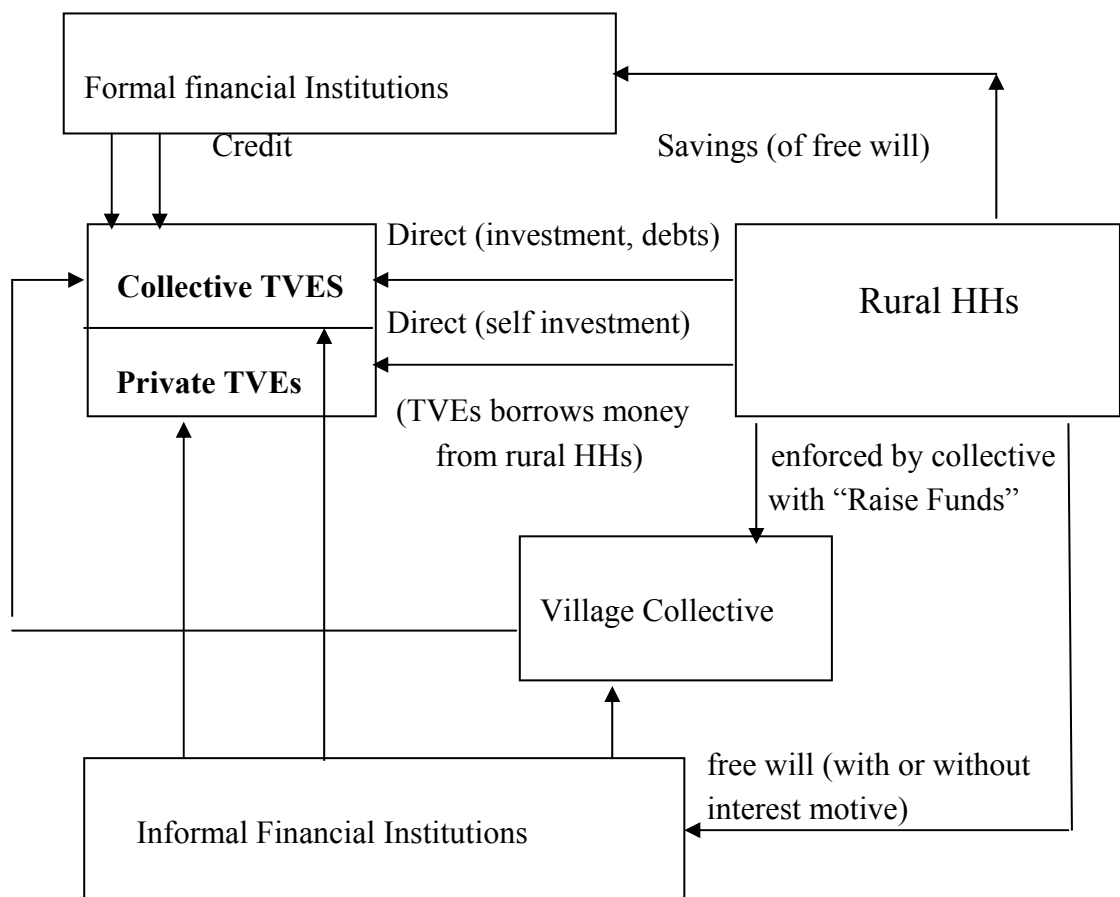 Formal financial Institutions
Credit
Savings (of free will)
Direct (investment, debts)
Collective TVES
Rural HHs
Direct (self investment)
Private TVEs
(TVEs borrows money
from rural HHs)
enforced by collective
with “Raise Funds”
Village Collective
free will (with or without
interest motive)
Informal Financial Institutions